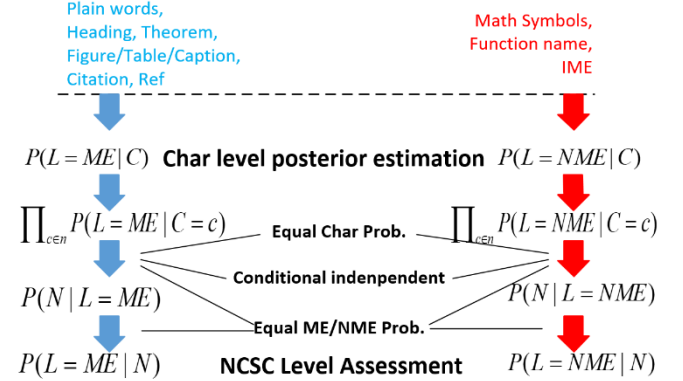 Plain words,
Heading, Theorem,
Figure/Table/Caption,
Citation, Ref
Math Symbols,
Function name,
IME
P(L = ME | C) Char level posterior estimation P(L = NME | C)
∏_{c∈n} P(L = ME | C = c) ∏_{c∈n} P(L = NME | C = c)
Equal Char Prob.
Conditional indenpendent
P(N | L = ME) P(N | L = NME)
Equal ME/NME Prob.
P(L = ME | N) NCSC Level Assessment P(L = NME | N)